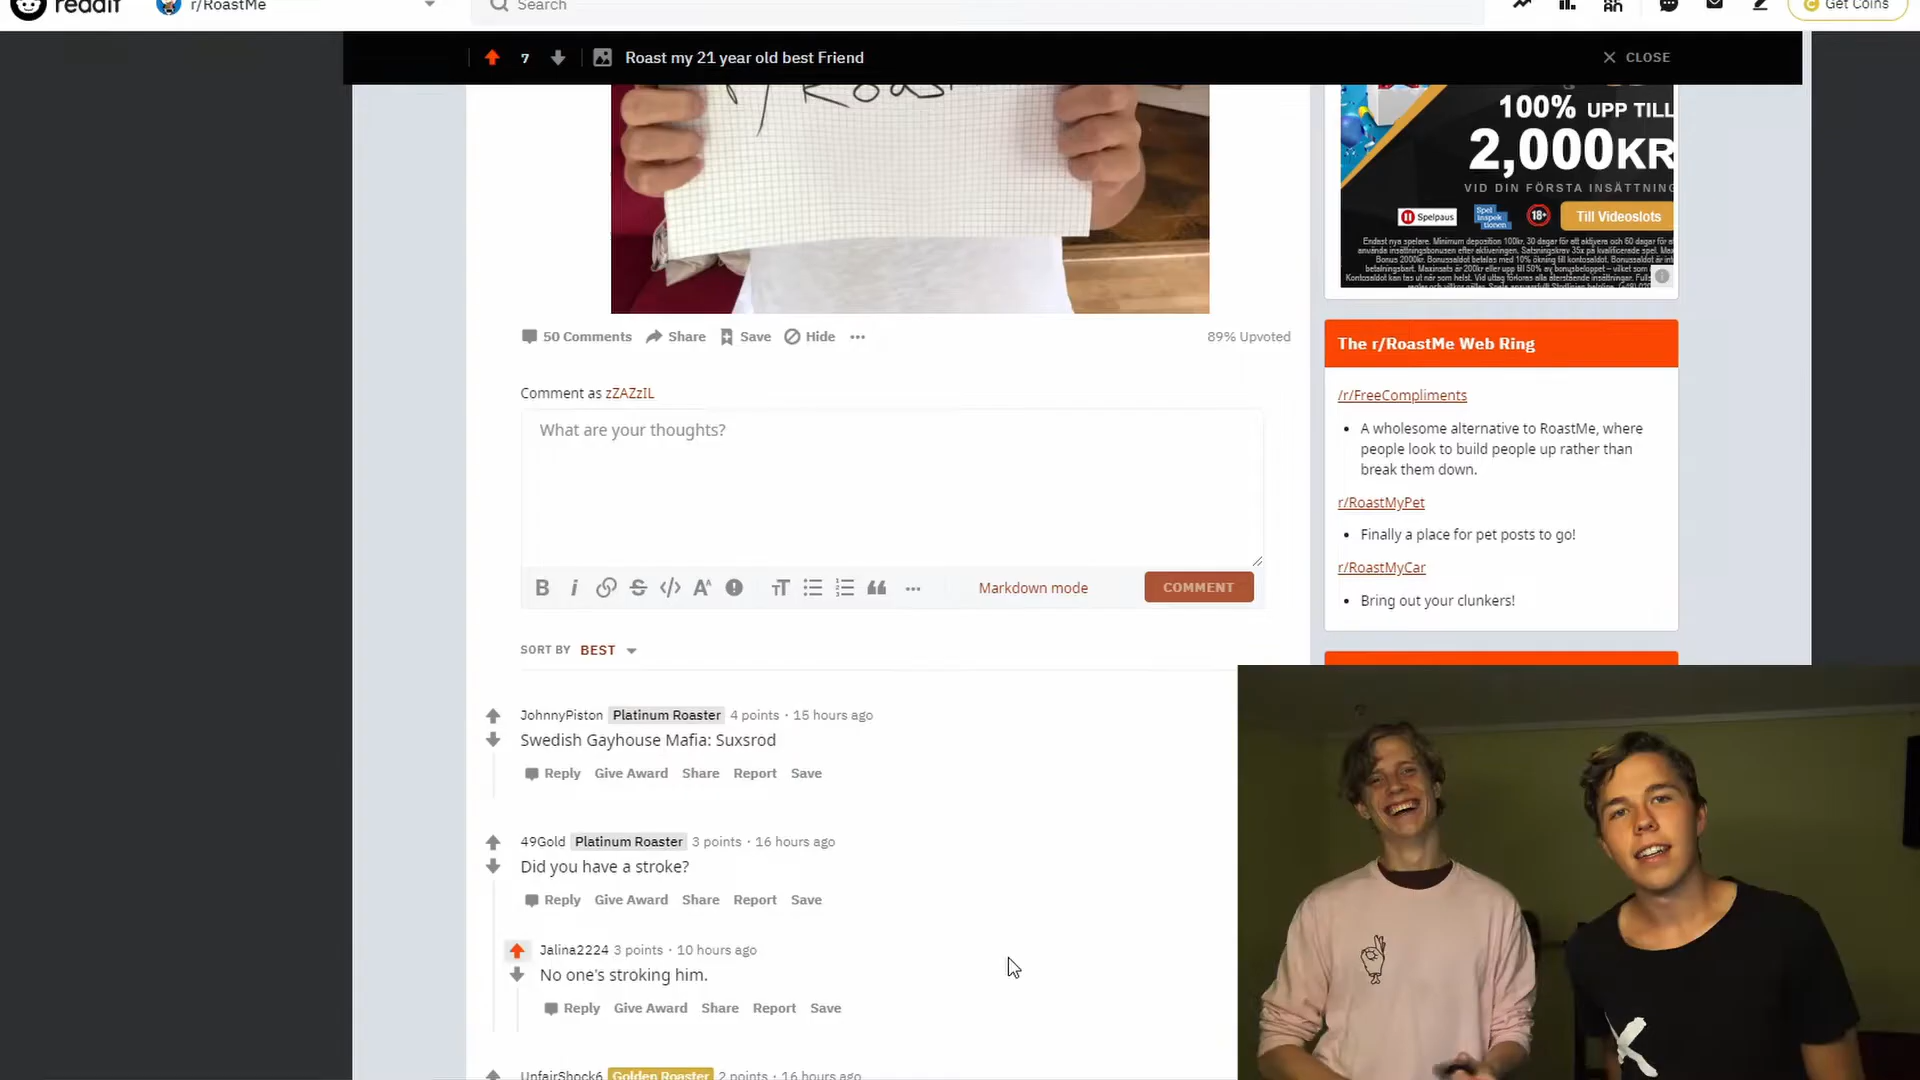 reddit
r/RoastMe
Search
Get Coins
7
Roast my 21 year old best Friend
CLOSE
r/Roast
100% UPP TILL
2,000KR
VID DIN FÖRSTA INSÄTTNING
Spelpaus
Spel
Inspek
tionen
18+
Till Videoslots
50 Comments
Share
Save
Hide
89% Upvoted
The r/RoastMe Web Ring
/r/FreeCompliments
A wholesome alternative to RoastMe, where
people look to build people up rather than
break them down.
r/RoastMyPet
Finally a place for pet posts to go!
r/RoastMyCar
Bring out your clunkers!
Comment as zZAZzIL
What are your thoughts?
Markdown mode
COMMENT
SORT BY BEST
JohnnyPiston Platinum Roaster 4 points · 15 hours ago
Swedish Gayhouse Mafia: Suxsrod
Reply Give Award Share Report Save
49Gold Platinum Roaster 3 points · 16 hours ago
Did you have a stroke?
Reply Give Award Share Report Save
Jalina2224 3 points · 10 hours ago
No one's stroking him.
Reply Give Award Share Report Save
UnfairShock6 Golden Roaster 2 points · 16 hours ago